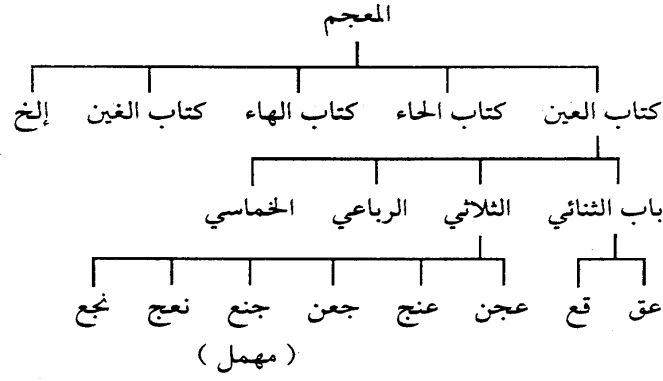 المعجم
كتاب العين كتاب الحاء كتاب الهاء كتاب الغين إلخ
باب الثنائي الثلاثي الرباعي الخماسي
عق قع عجن عنج جعن جنع نعج نجع
( مهمل )